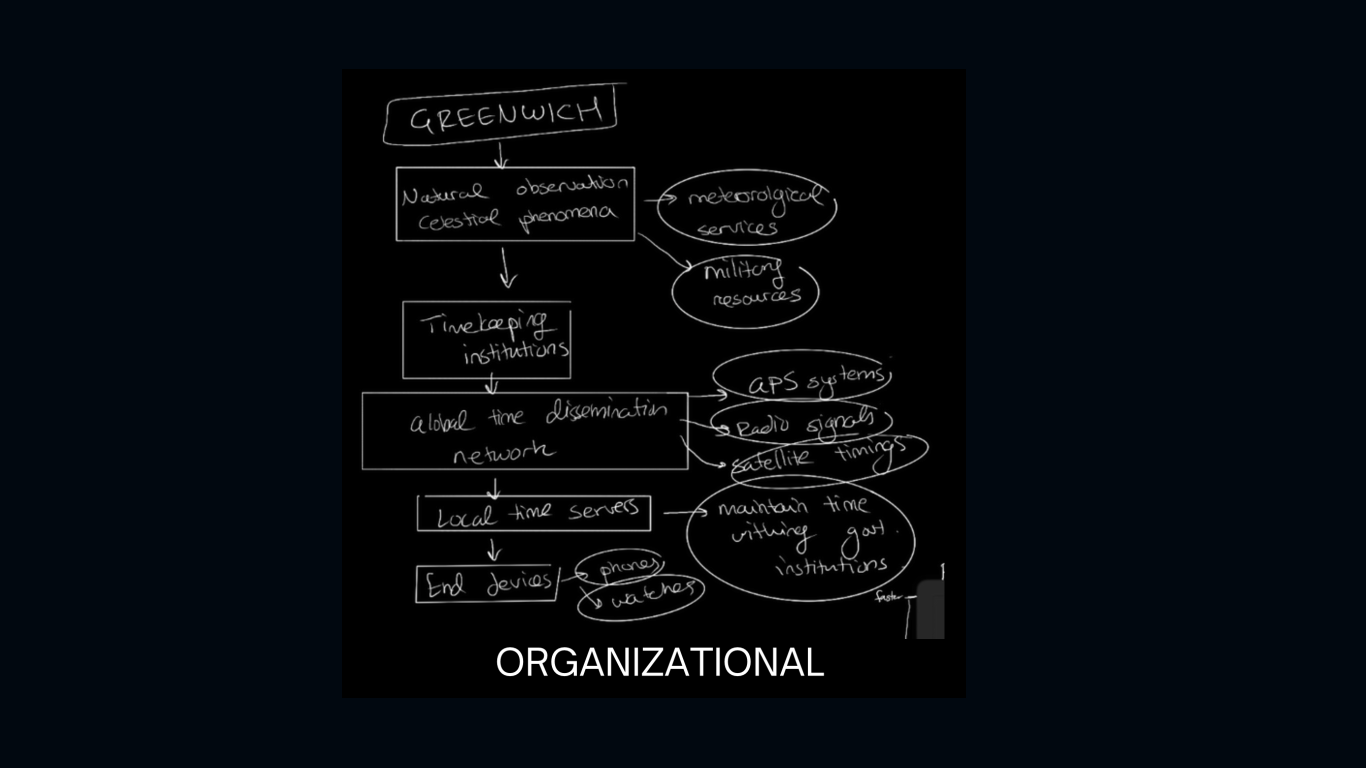 GREENWICH
Natural observation
celestial phenomena
meteorolgical
services
military
resources
Timekeeping
institutions
GPS systems
Global time dissemination
network
Radio signals
satellite timings
Local time servers
maintain time
withing govt.
institutions
End devices
phones
watches
faster
ORGANIZATIONAL